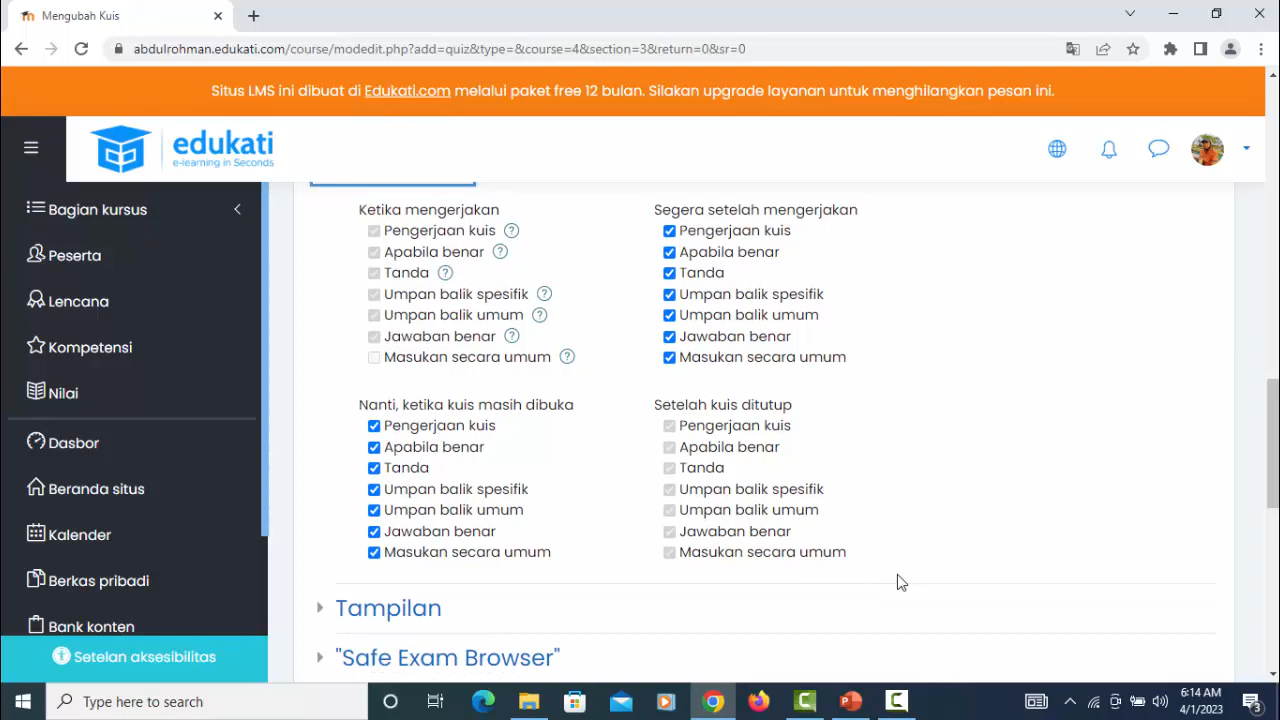 Mengubah Kuis
abdulrohman.edukati.com/course/modedit.php?add=quiz&type=&course=4&section=3&return=0&sr=0
Situs LMS ini dibuat di Edukati.com melalui paket free 12 bulan. Silakan upgrade layanan untuk menghilangkan pesan ini.
edukati
e-learning in Seconds
Bagian kursus
Peserta
Lencana
Kompetensi
Nilai
Dasbor
Beranda situs
Kalender
Berkas pribadi
Bank konten
Setelan aksesibilitas
Ketika mengerjakan
Pengerjaan kuis
Apabila benar
Tanda
Umpan balik spesifik
Umpan balik umum
Jawaban benar
Masukan secara umum
Segera setelah mengerjakan
Pengerjaan kuis
Apabila benar
Tanda
Umpan balik spesifik
Umpan balik umum
Jawaban benar
Masukan secara umum
Nanti, ketika kuis masih dibuka
Pengerjaan kuis
Apabila benar
Tanda
Umpan balik spesifik
Umpan balik umum
Jawaban benar
Masukan secara umum
Setelah kuis ditutup
Pengerjaan kuis
Apabila benar
Tanda
Umpan balik spesifik
Umpan balik umum
Jawaban benar
Masukan secara umum
Tampilan
"Safe Exam Browser"
Type here to search
6:14 AM
4/1/2023
3